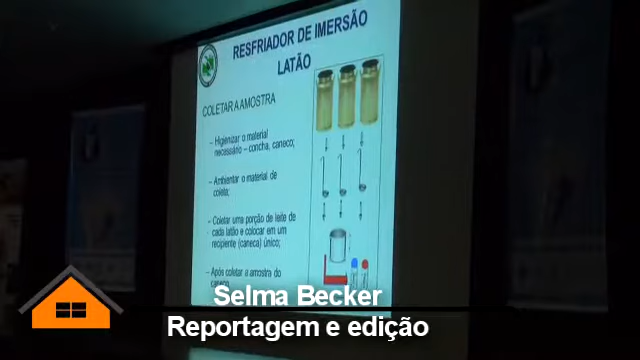 RESFRIADOR DE IMERSÃO
LATÃO
COLETAR A AMOSTRA
– Higienizar o material
necessário – concha, caneco;
– Ambientar o material de
coleta;
– Coletar uma porção de leite de
cada latão e colocar em um
recipiente (caneca) único;
– Após coletar a amostra do
caneco
Selma Becker
Reportagem e edição